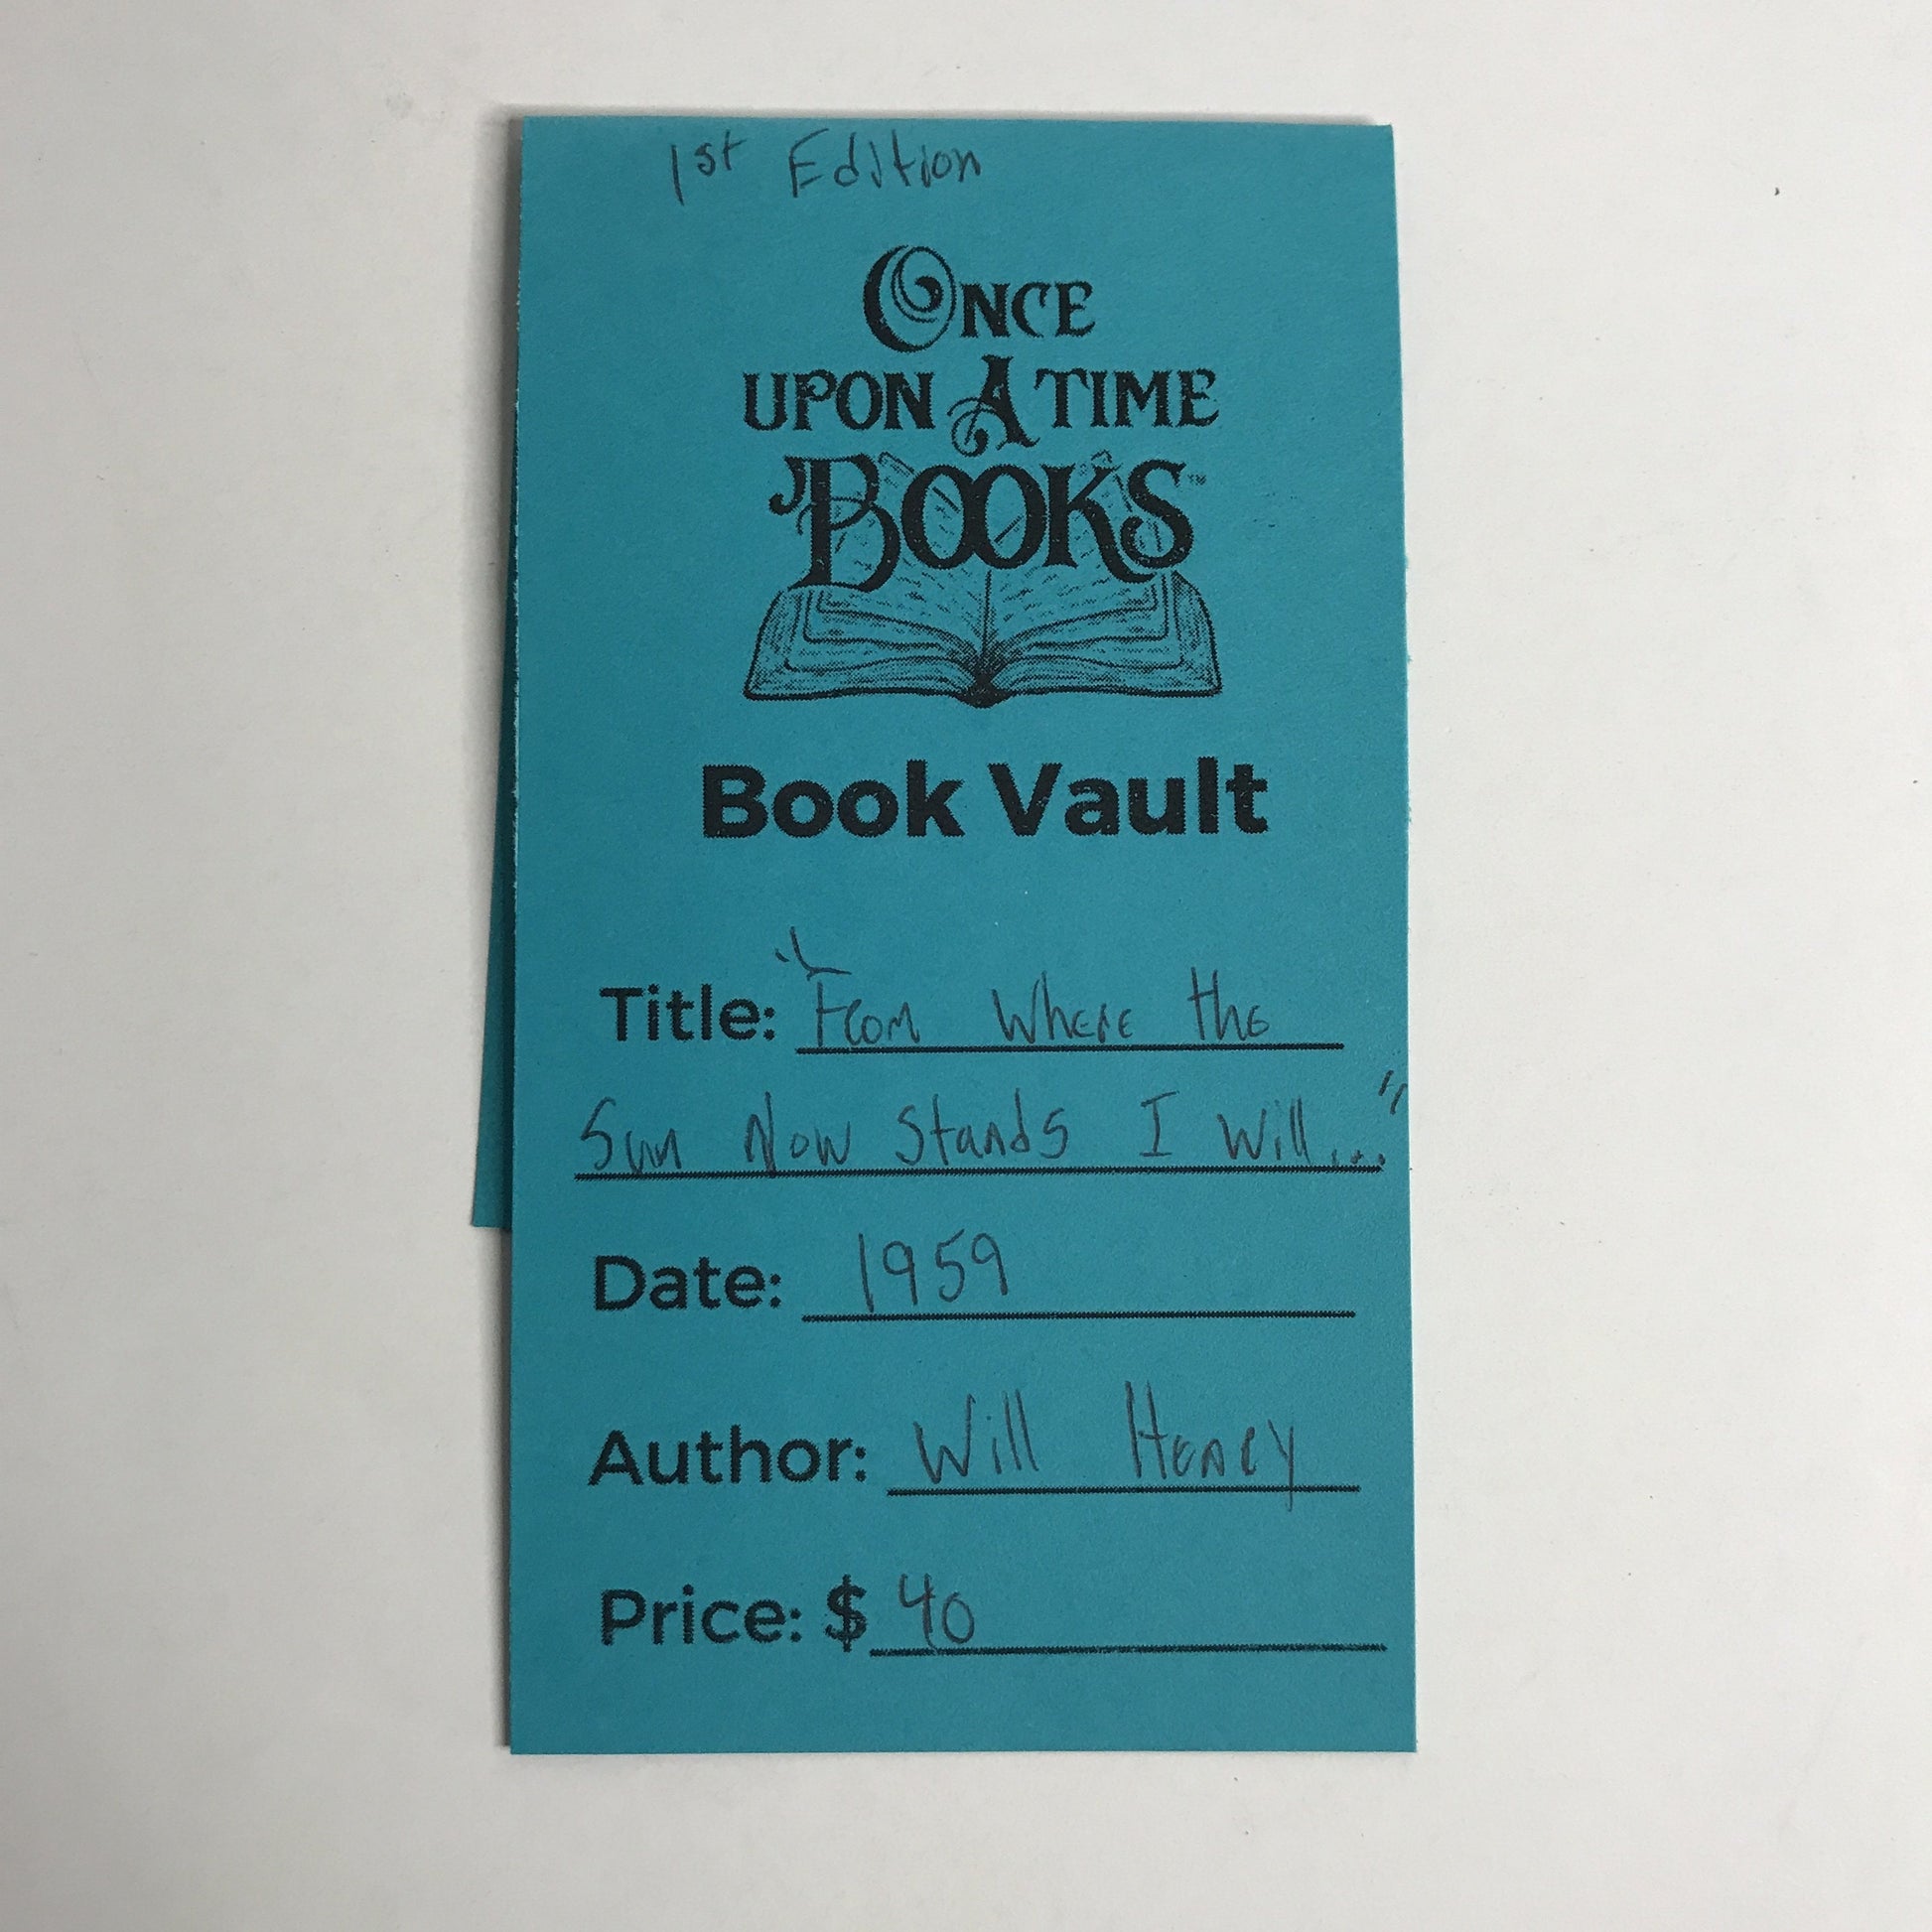 1st Edition
ONCE
UPON A TIME
BOOKS™
Book Vault
Title: "From Where the
Sun Now Stands I Will..."
Date: 1959
Author: Will Henry
Price: $ 40